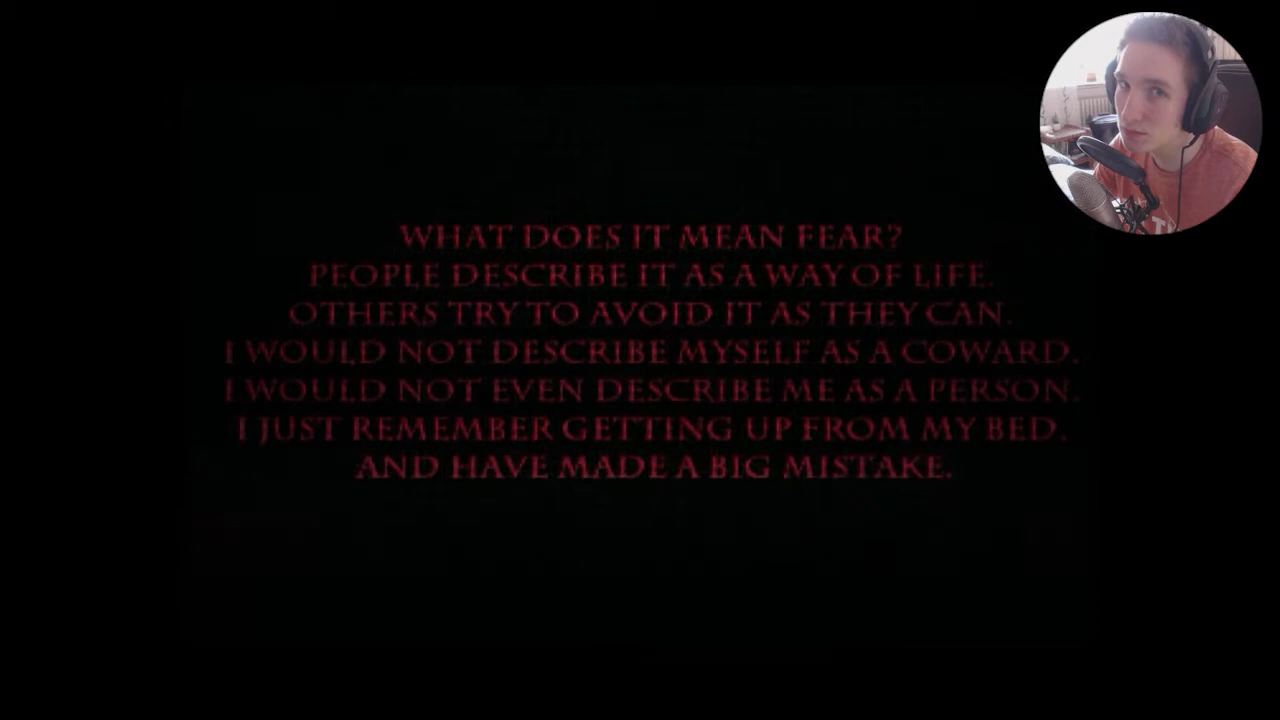 WHAT DOES IT MEAN FEAR?
PEOPLE DESCRIBE IT AS A WAY OF LIFE.
OTHERS TRY TO AVOID IT AS THEY CAN.
I WOULD NOT DESCRIBE MYSELF AS A COWARD.
I WOULD NOT EVEN DESCRIBE ME AS A PERSON.
I JUST REMEMBER GETTING UP FROM MY BED.
AND HAVE MADE A BIG MISTAKE.